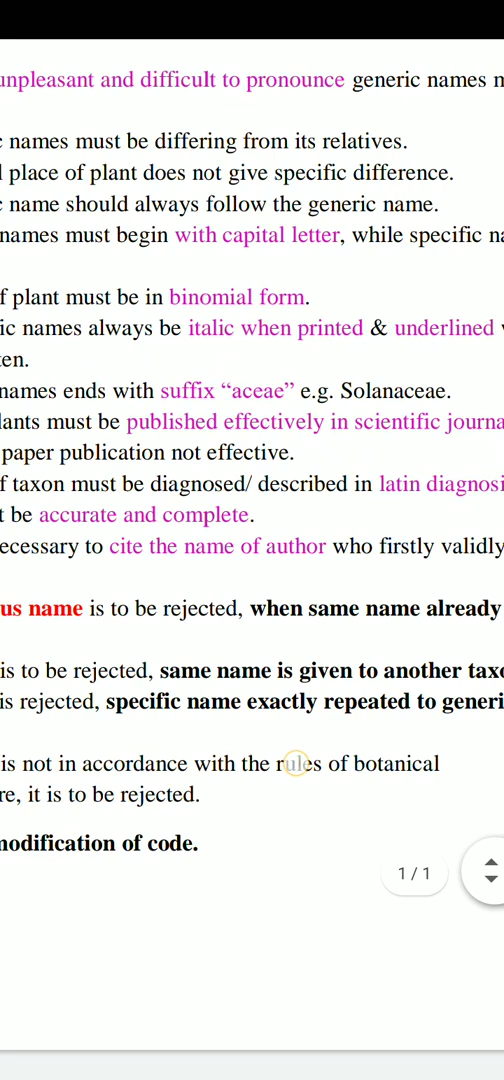 unpleasant and difficult to pronounce generic names
names must be differing from its relatives.
place of plant does not give specific difference.
name should always follow the generic name.
names must begin with capital letter, while specific
f plant must be in binomial form.
ic names always be italic when printed & underlined
en.
names ends with suffix “aceae” e.g. Solanaceae.
lants must be published effectively in scientific journa
paper publication not effective.
f taxon must be diagnosed/ described in latin diagnosi
t be accurate and complete.
ecessary to cite the name of author who firstly validly
us name is to be rejected, when same name already
is to be rejected, same name is given to another taxo
is rejected, specific name exactly repeated to generi
is not in accordance with the rules of botanical
re, it is to be rejected.
modification of code.
1 / 1